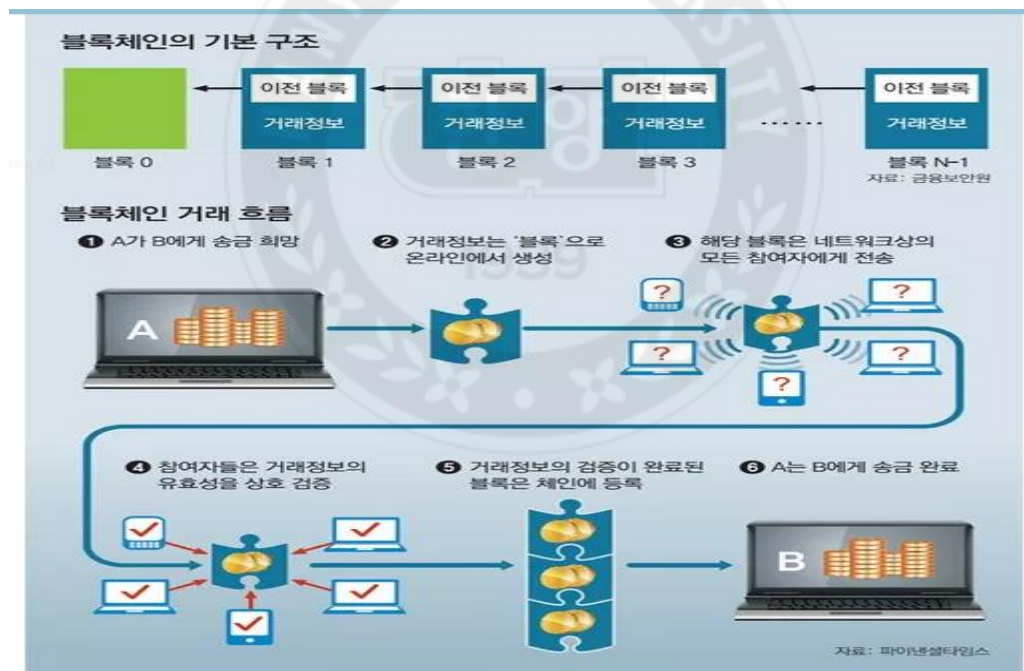 블록체인의 기본 구조
이전 블록 이전 블록 이전 블록 이전 블록
거래정보 거래정보 거래정보 ...... 거래정보
블록 0 블록 1 블록 2 블록 3 블록 N-1
자료: 금융보안원
블록체인 거래 흐름
❶ A가 B에게 송금 희망
❷ 거래정보는 '블록'으로
온라인에서 생성
❸ 해당 블록은 네트워크상의
모든 참여자에게 전송
A
?
?
?
?
?
❹ 참여자들은 거래정보의
유효성을 상호 검증
❺ 거래정보의 검증이 완료된
블록은 체인에 등록
❻ A는 B에게 송금 완료
B
자료: 파이낸셜타임스